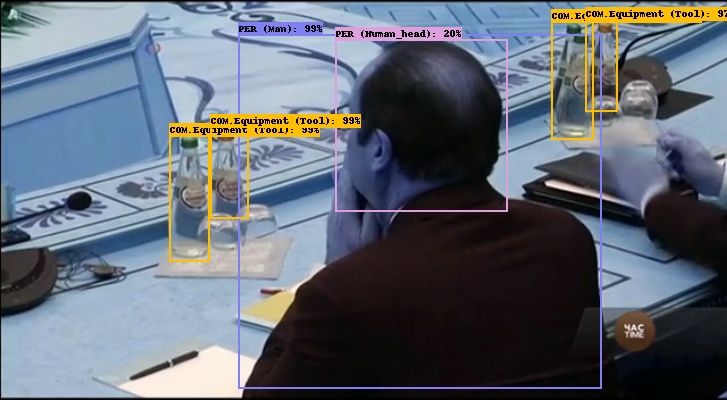 COM.E
COM.Equipment (Tool): 97
PER (Man): 99%
PER (Human_head): 20%
COM.Equipment (Tool): 99%
COM.Equipment (Tool): 99%
ЧАС
TIME